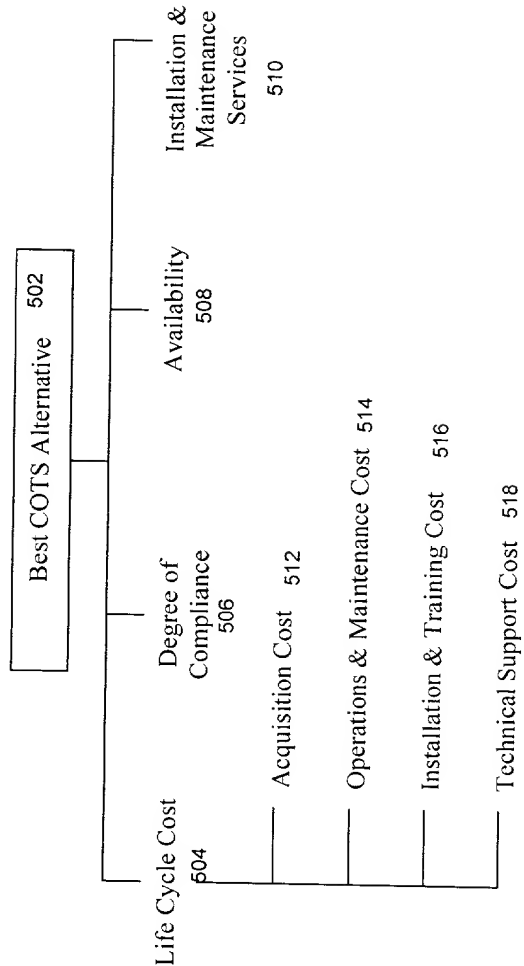 Best COTS Alternative 502
Life Cycle Cost
504
Degree of
Compliance
506
Availability
508
Installation &
Maintenance
Services
510
Acquisition Cost 512
Operations & Maintenance Cost 514
Installation & Training Cost 516
Technical Support Cost 518